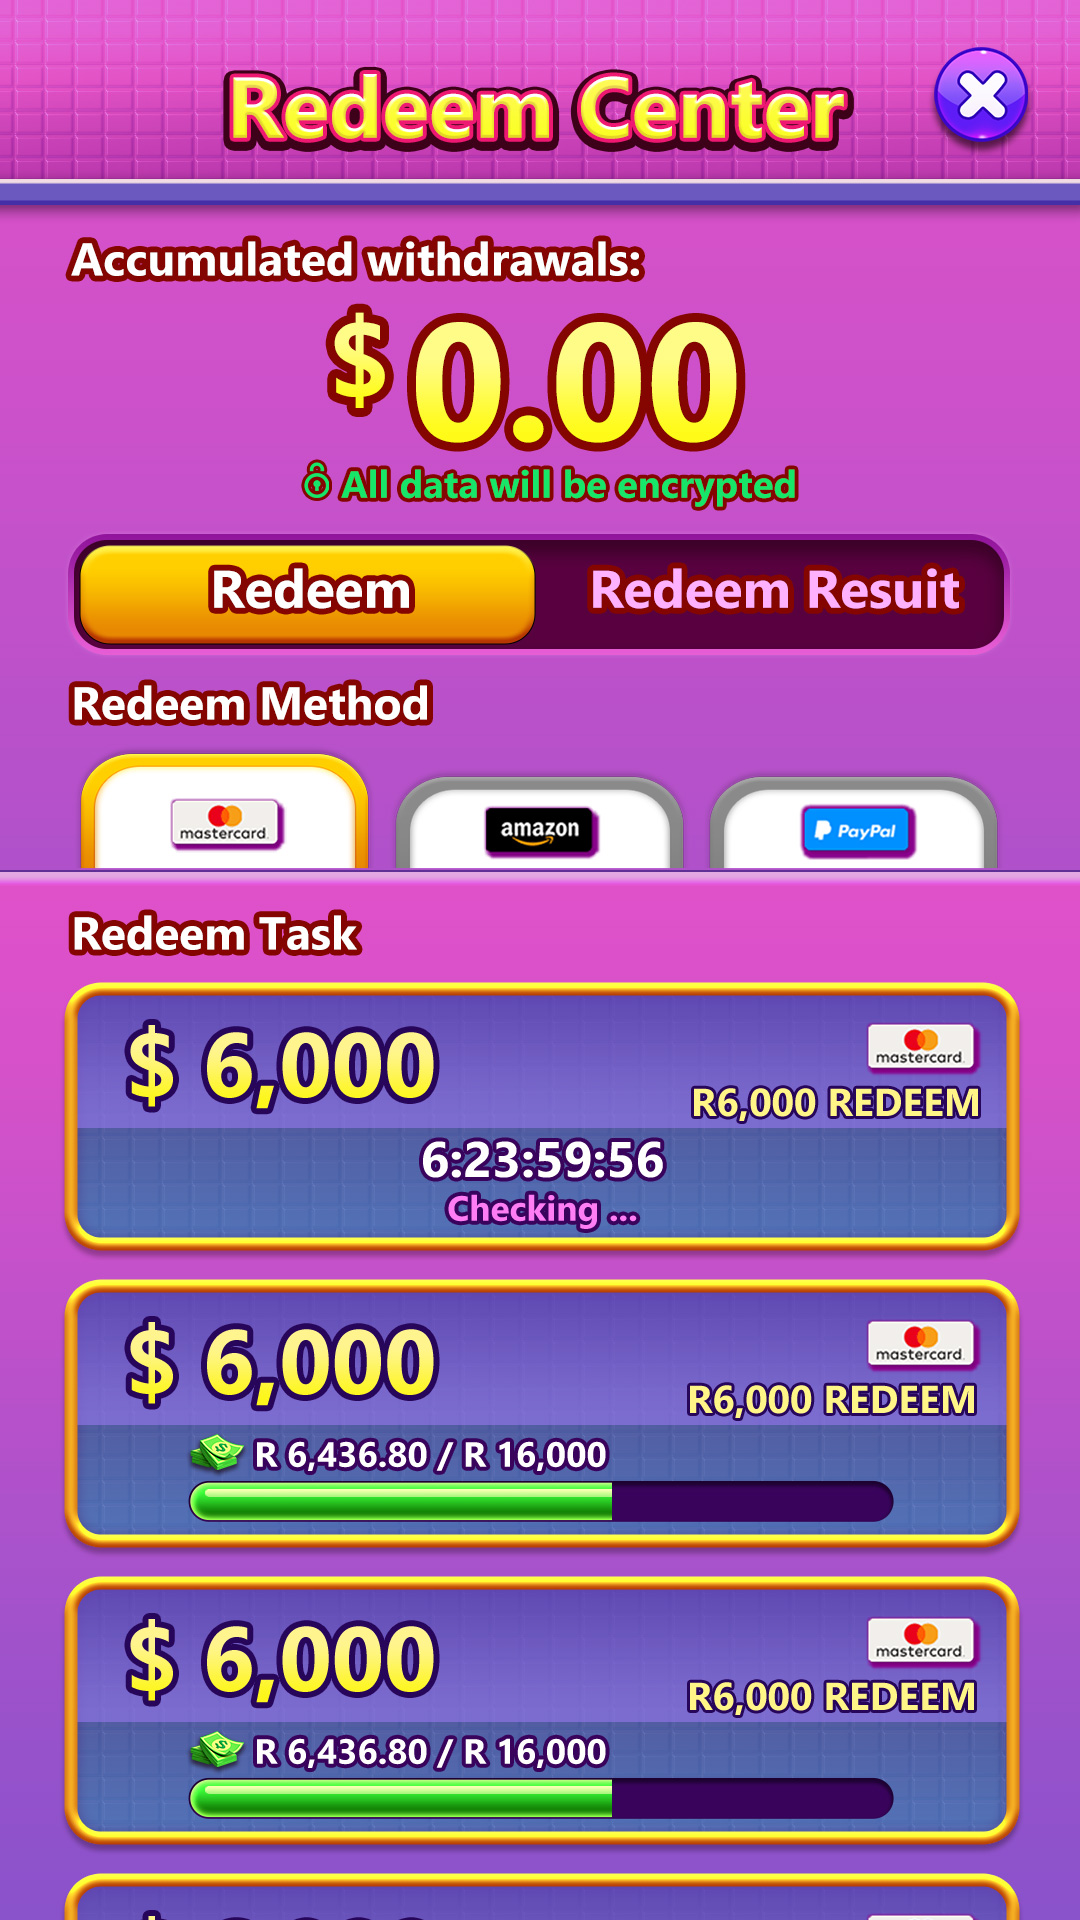 Redeem Center
Accumulated withdrawals:
$ 0.00
All data will be encrypted
Redeem
Redeem Resuit
Redeem Method
mastercard.
amazon
PayPal
Redeem Task
$ 6,000
mastercard.
R6,000 REDEEM
6:23:59:56
Checking ...
$ 6,000
mastercard.
R6,000 REDEEM
R 6,436.80 / R 16,000
$ 6,000
mastercard.
R6,000 REDEEM
R 6,436.80 / R 16,000